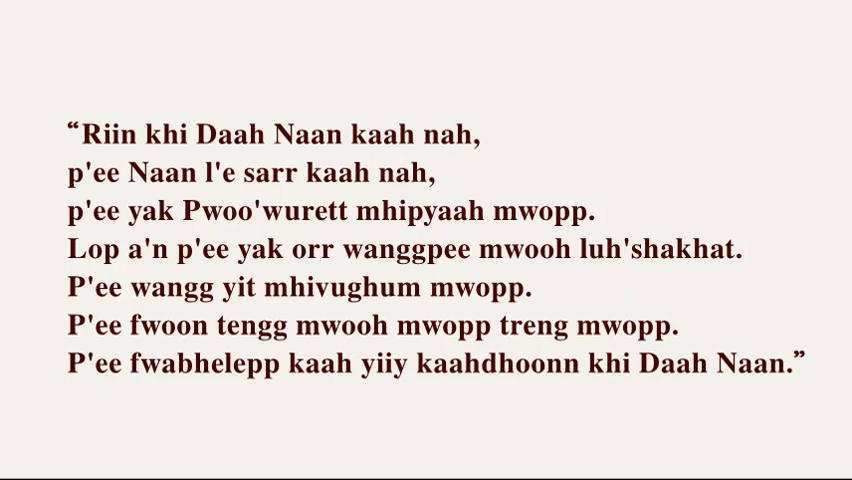 “Riin khi Daah Naan kaah nah,
p'ee Naan l'e sarr kaah nah,
p'ee yak Pwoo'wurett mhipyaah mwopp.
Lop a'n p'ee yak orr wanggpee mwooh luh'shakhat.
P'ee wangg yit mhivughum mwopp.
P'ee fwoon tengg mwooh mwopp treng mwopp.
P'ee fwabhelepp kaah yiiy kaahdhoonn khi Daah Naan.”